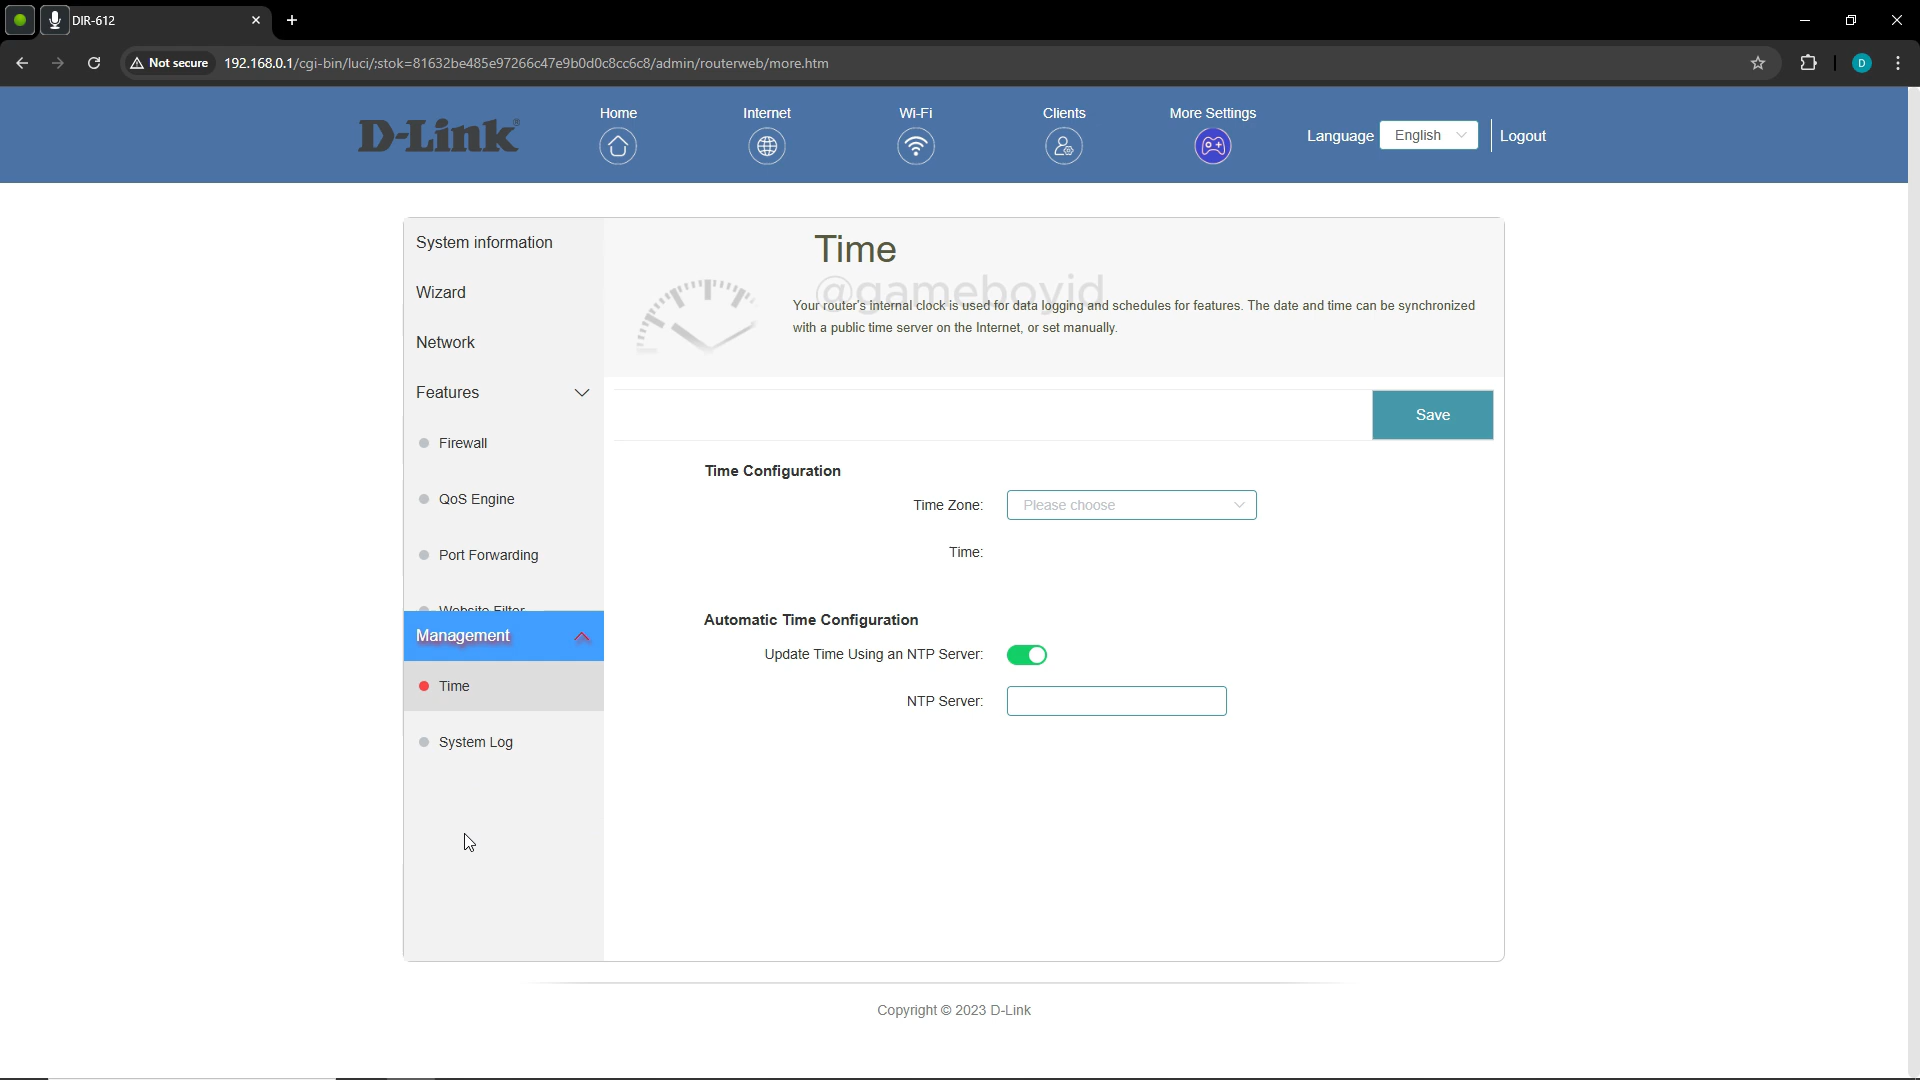 DIR-612
Not secure
192.168.0.1/cgi-bin/luci/;stok=81632be485e97266c47e9b0d0c8cc6c8/admin/routerweb/more.htm
D
D-Link®
Home
Internet
Wi-Fi
Clients
More Settings
Language
English
Logout
System information
Wizard
Network
Features
Firewall
QoS Engine
Port Forwarding
Website Filter
Management
Time
System Log
Time
@gameboyid
Your router's internal clock is used for data logging and schedules for features. The date and time can be synchronized
with a public time server on the Internet, or set manually.
Save
Time Configuration
Time Zone:
Please choose
Time:
Automatic Time Configuration
Update Time Using an NTP Server:
NTP Server:
Copyright © 2023 D-Link